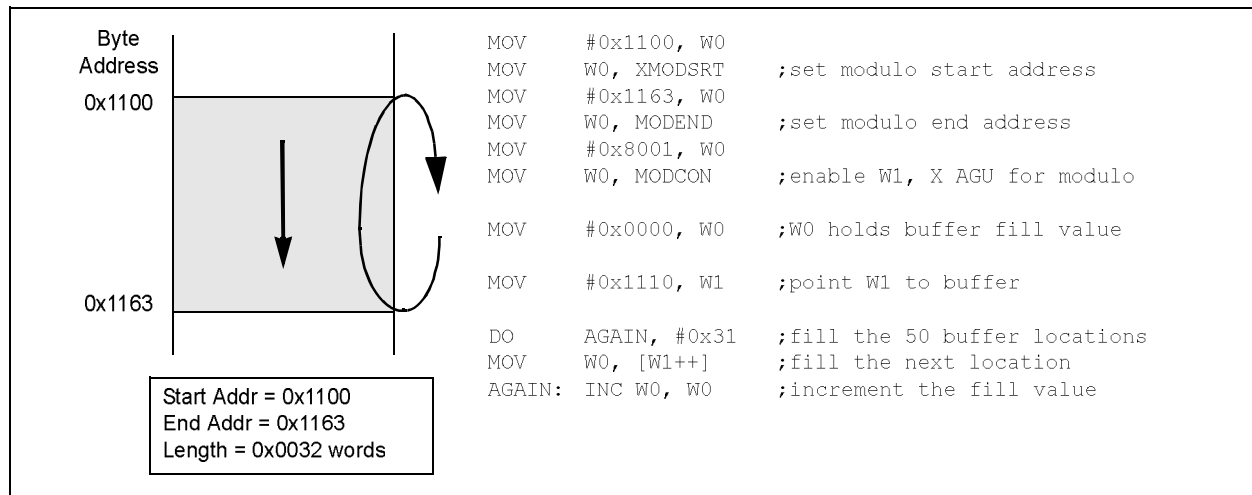 Byte
Address
0x1100
0x1163
Start Addr = 0x1100
End Addr = 0x1163
Length = 0x0032 words
MOV #0x1100, W0
MOV W0, XMODSRT ;set modulo start address
MOV #0x1163, W0
MOV W0, MODEND ;set modulo end address
MOV #0x8001, W0
MOV W0, MODCON ;enable W1, X AGU for modulo
MOV #0x0000, W0 ;W0 holds buffer fill value
MOV #0x1110, W1 ;point W1 to buffer
DO AGAIN, #0x31 ;fill the 50 buffer locations
MOV W0, [W1++] ;fill the next location
AGAIN: INC W0, W0 ;increment the fill value